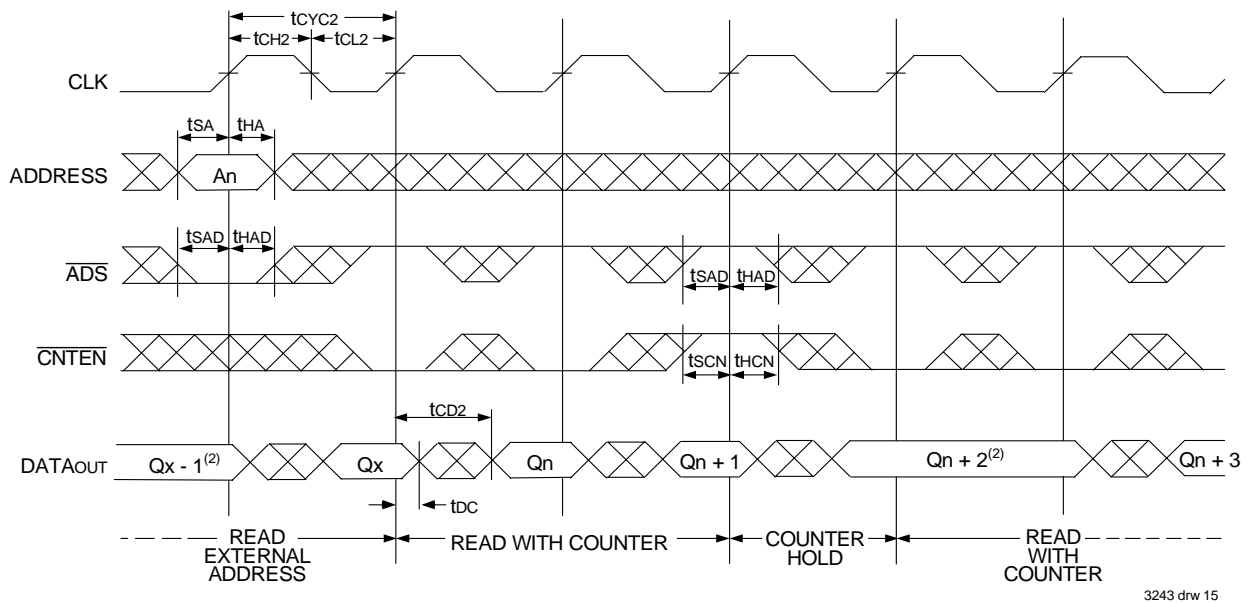 tCYC2
tCH2 tCL2
CLK
tSA tHA
ADDRESS An
tSAD tHAD
ADS
tSAD tHAD
CNTEN
tSCN tHCN
tCD2
DATAOUT Qx - 1(2) Qx Qn Qn + 1 Qn + 2(2) Qn + 3
tDC
READ EXTERNAL ADDRESS
READ WITH COUNTER
COUNTER HOLD
READ WITH COUNTER
3243 drw 15